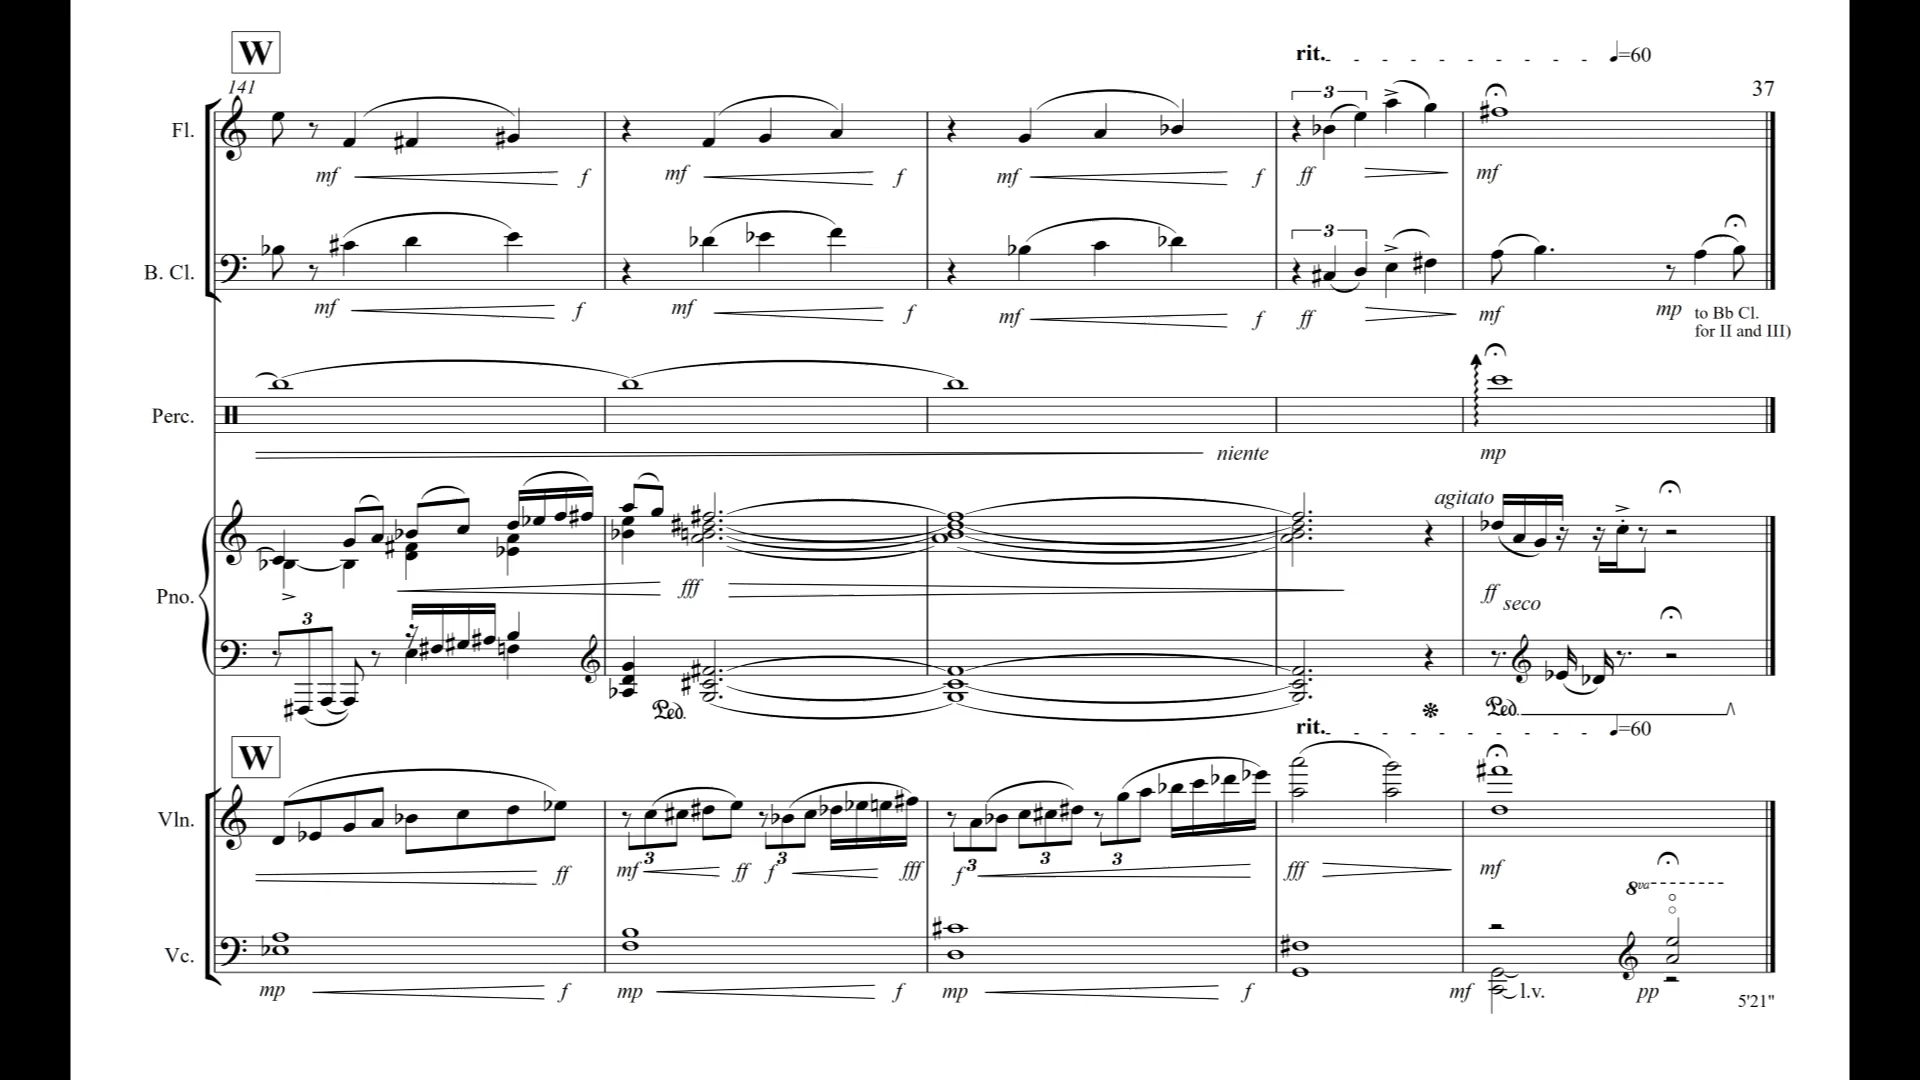 W
rit. ♩=60
141
37
3
Fl.
mf f mf f mf f ff mf
3
B. Cl.
mf f mf f mf f ff mf mp to Bb Cl.
for II and III)
Perc.
niente mp
agitato
Pno.
fff ff seco
3
Ped. Ped.
rit. ♩=60
W
Vln.
3 3 3 3 3
ff mf ff f fff f fff mf
8va
Vc.
mp f mp f mp f mf l.v. pp
5'21"